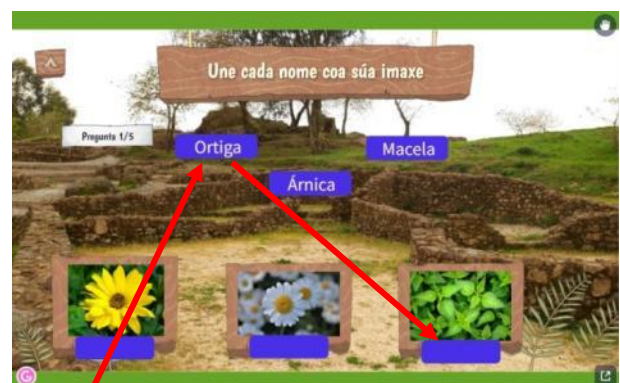 Une cada nome coa súa imaxe
Pregunta 1/5
Ortiga
Macela
Árnica